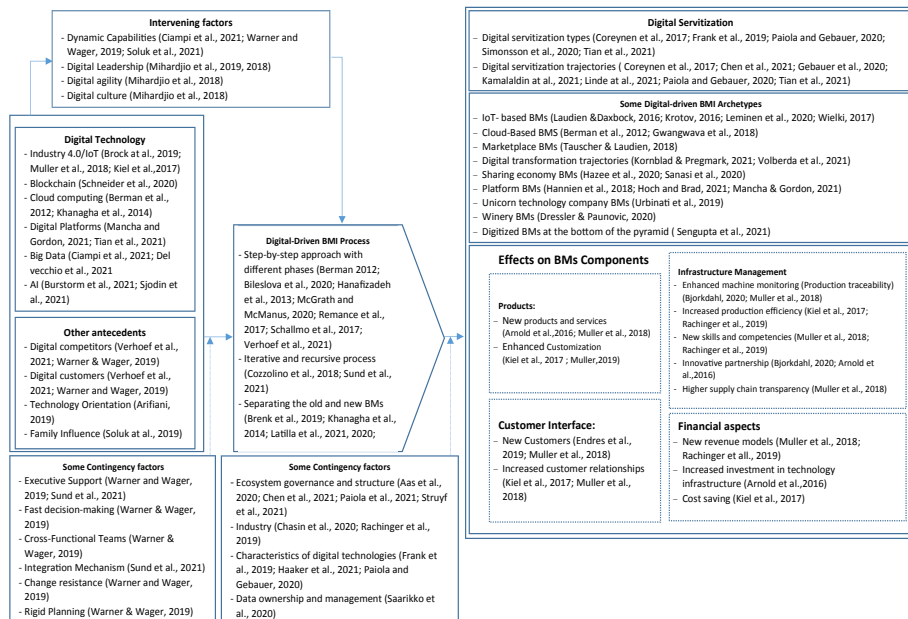 Intervening factors
- Dynamic Capabilities (Ciampi et al., 2021; Warner and
Wager, 2019; Soluk et al., 2021)
- Digital Leadership (Mihardjio et al., 2019, 2018)
- Digital agility (Mihardjio et al., 2018)
- Digital culture (Mihardjio et al., 2018)
Digital Technology
- Industry 4.0/IoT (Brock at al., 2019;
Muller et al., 2018; Kiel et.,2017)
- Blockchain (Schneider et al., 2020)
- Cloud computing (Berman et al.,
2012; Khanagha et al., 2014)
- Digital Platforms (Mancha and
Gordon, 2021; Tian et al., 2021)
- Big Data (Ciampi et al., 2021; Del
vecchio et al., 2021
- AI (Burstorm et al., 2021; Sjodin et
al., 2021)
Other antecedents
- Digital competitors (Verhoef et al.,
2021; Warner & Wager, 2019)
- Digital customers (Verhoef et al.,
2021; Warner and Wager, 2019)
- Technology Orientation (Arifiani,
2019)
- Family Influence (Soluk at al., 2019)
Some Contingency factors
- Executive Support (Warner and Wager,
2019; Sund et al., 2021)
- Fast decision-making (Warner & Wager,
2019)
- Cross-Functional Teams (Warner &
Wager, 2019)
- Integration Mechanism (Sund et al., 2021)
- Change resistance (Warner and Wager,
2019)
- Rigid Planning (Warner & Wager, 2019)
Digital-Driven BMI Process
- Step-by-step approach with
different phases (Berman 2012;
Bileslova et al., 2020; Hanafizadeh
et al., 2013; McGrath and
McManus, 2020; Remance et al.,
2017; Schallmo et al., 2017;
Verhoef et al., 2021)
- Iterative and recursive process
(Cozzolino et al., 2018; Sund et
al., 2021)
- Separating the old and new BMs
(Brenk et al., 2019; Khanagha et al.,
2014; Latilla et al., 2021, 2020;
Some Contingency factors
- Ecosystem governance and structure (Aas et al.,
2020; Chen et al., 2021; Paiola et al., 2021; Struyf et
al., 2021)
- Industry (Chasin et al., 2020; Rachinger et al.,
2019)
- Characteristics of digital technologies (Frank et
al., 2019; Haaker et al., 2021; Paiola and
Gebauer, 2020)
- Data ownership and management (Saarikko et
al., 2020)
Digital Servitization
- Digital servitization types (Coreynen et al., 2017; Frank et al., 2019; Paiola and Gebauer, 2020;
Simonsson et al., 2020; Tian et al., 2021)
- Digital servitization trajectories ( Coreynen et al., 2017; Chen et al., 2021; Gebauer et al., 2020;
Kamalaldin at al., 2021; Linde at al., 2021; Paiola and Gebauer, 2020; Tian et al., 2021)
Some Digital-driven BMI Archetypes
- IoT- based BMs (Laudien &Daxbock, 2016; Krotov, 2016; Leminen et al., 2020; Wielki, 2017)
- Cloud-Based BMS (Berman et al., 2012; Gwangwava et al., 2018)
- Marketplace BMs (Tauscher & Laudien, 2018)
- Digital transformation trajectories (Kornblad & Pregmark, 2021; Volberda et al., 2021)
- Sharing economy BMs (Hazee et al., 2020; Sanasi et al., 2020)
- Platform BMs (Hannien et al., 2018; Hoch and Brad, 2021; Mancha & Gordon, 2021)
- Unicorn technology company BMs (Urbinati et al., 2019)
- Winery BMs (Dressler & Paunovic, 2020)
- Digitized BMs at the bottom of the pyramid ( Sengupta et al., 2021)
Effects on BMs Components
Products:
- New products and services
(Arnold et al.,2016; Muller et al., 2018)
- Enhanced Customization
(Kiel et al., 2017 ; Muller,2019)
Infrastructure Management
- Enhanced machine monitoring (Production traceability)
(Bjorkdahl, 2020; Muller et al., 2018)
- Increased production efficiency (Kiel et al., 2017;
Rachinger et al., 2019)
- New skills and competencies (Muller et al., 2018;
Rachinger et al., 2019)
- Innovative partnership (Bjorkdahl, 2020; Arnold et
al.,2016)
- Higher supply chain transparency (Muller et al., 2018)
Customer Interface:
- New Customers (Endres et al.,
2019; Muller et al., 2018)
- Increased customer relationships
(Kiel et al., 2017; Muller et al.,
2018)
Financial aspects
- New revenue models (Muller et al., 2018;
Rachinger et all., 2019)
- Increased investment in technology
infrastructure (Arnold et al.,2016)
- Cost saving (Kiel et al., 2017)